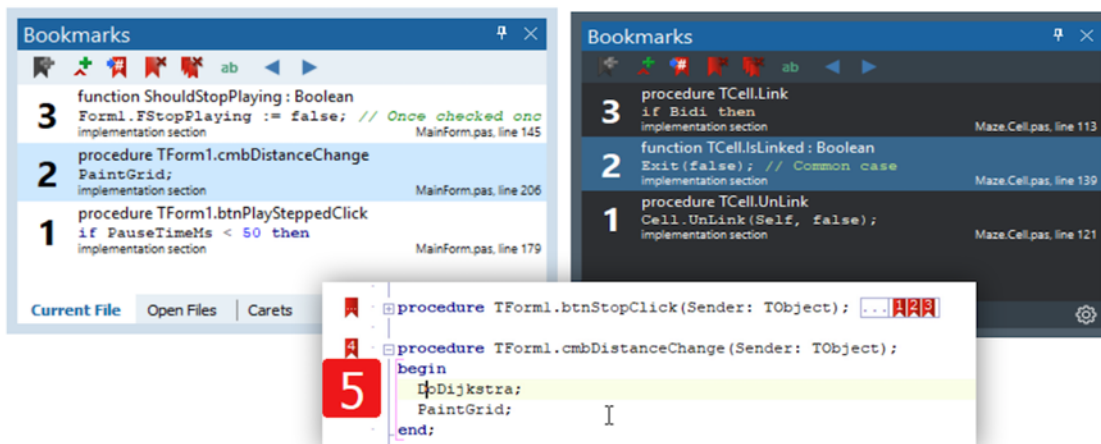 Bookmarks
ab
3
function ShouldStopPlaying : Boolean
Form1.FStopPlaying := false; // Once checked onc
implementation section
MainForm.pas, line 145
2
procedure TForm1.cmbDistanceChange
PaintGrid;
implementation section
MainForm.pas, line 206
1
procedure TForm1.btnPlaySteppedClick
if PauseTimeMs < 50 then
implementation section
MainForm.pas, line 179
Current File
Open Files
Carets
Bookmarks
ab
3
procedure TCell.Link
if Bidi then
implementation section
Maze.Cell.pas, line 113
2
function TCell.IsLinked : Boolean
Exit(false); // Common case
implementation section
Maze.Cell.pas, line 139
1
procedure TCell.UnLink
Cell.UnLink(Self, false);
implementation section
Maze.Cell.pas, line 121
procedure TForm1.btnStopClick(Sender: TObject); ... 1 2 3
4
procedure TForm1.cmbDistanceChange(Sender: TObject);
begin
5
DoDijkstra;
PaintGrid;
end;